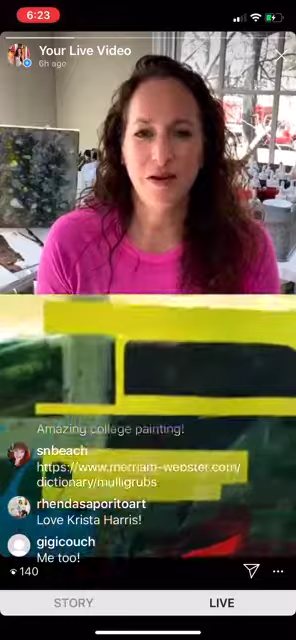 6:23
Your Live Video
6h ago
Amazing collage painting!
snbeach
https://www.merriam-webster.com/
dictionary/mulligrubs
rhendasaporitoart
Love Krista Harris!
gigicouch
Me too!
140
STORY
LIVE